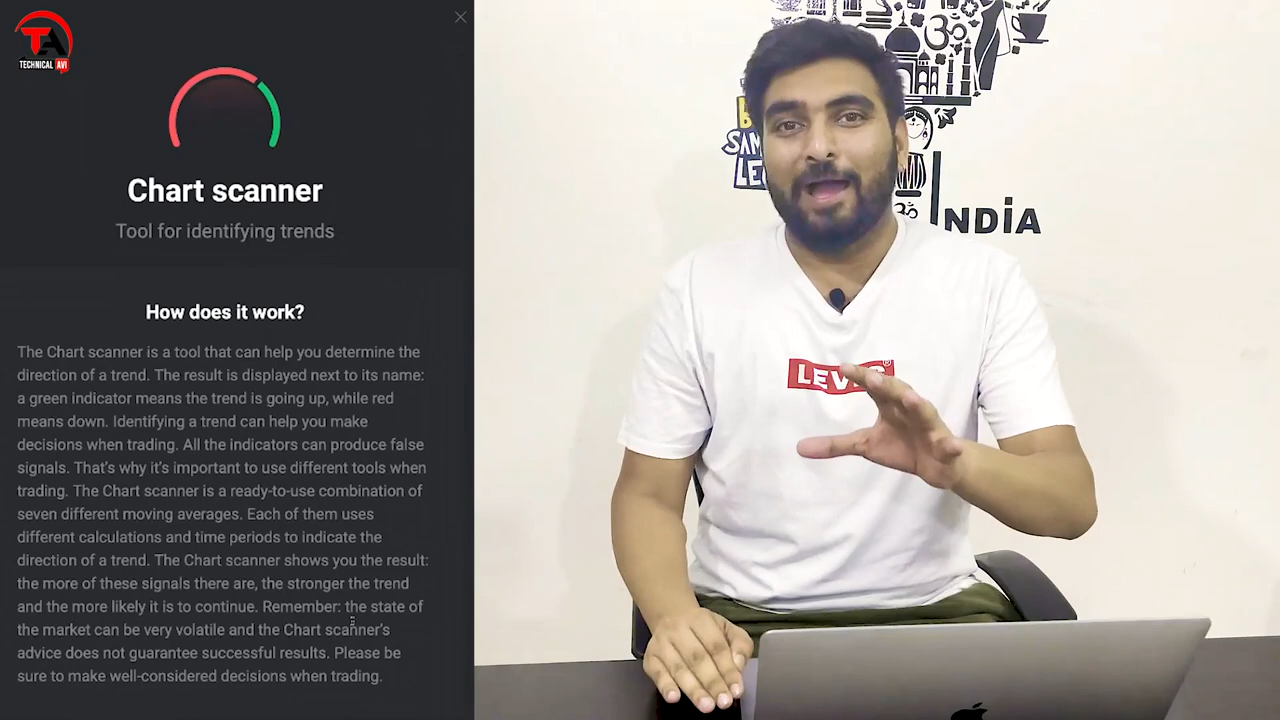 TA
TECHNICAL AVI
Chart scanner
Tool for identifying trends
How does it work?
The Chart scanner is a tool that can help you determine the
direction of a trend. The result is displayed next to its name:
a green indicator means the trend is going up, while red
means down. Identifying a trend can help you make
decisions when trading. All the indicators can produce false
signals. That's why it's important to use different tools when
trading. The Chart scanner is a ready-to-use combination of
seven different moving averages. Each of them uses
different calculations and time periods to indicate the
direction of a trend. The Chart scanner shows you the result:
the more of these signals there are, the stronger the trend
and the more likely it is to continue. Remember: the state of
the market can be very volatile and the Chart scanner's
advice does not guarantee successful results. Please be
sure to make well-considered decisions when trading.
ॐ
ॐ
INDiA
LEVI'S®